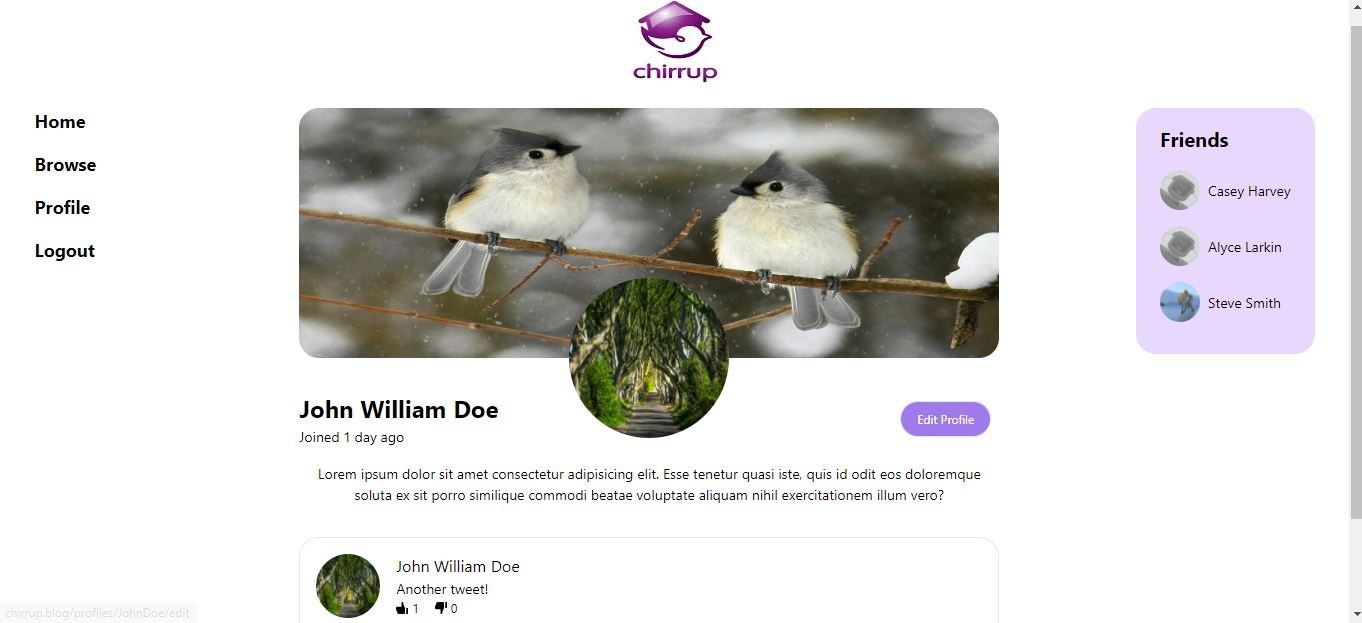 chirrup
Home
Browse
Profile
Logout
John William Doe
Joined 1 day ago
Edit Profile
Lorem ipsum dolor sit amet consectetur adipisicing elit. Esse tenetur quasi iste, quis id odit eos doloremque
soluta ex sit porro similique commodi beatae voluptate aliquam nihil exercitationem illum vero?
John William Doe
Another tweet!
1 0
Friends
Casey Harvey
Alyce Larkin
Steve Smith
chirrup.blog/profiles/JohnDoe/edit